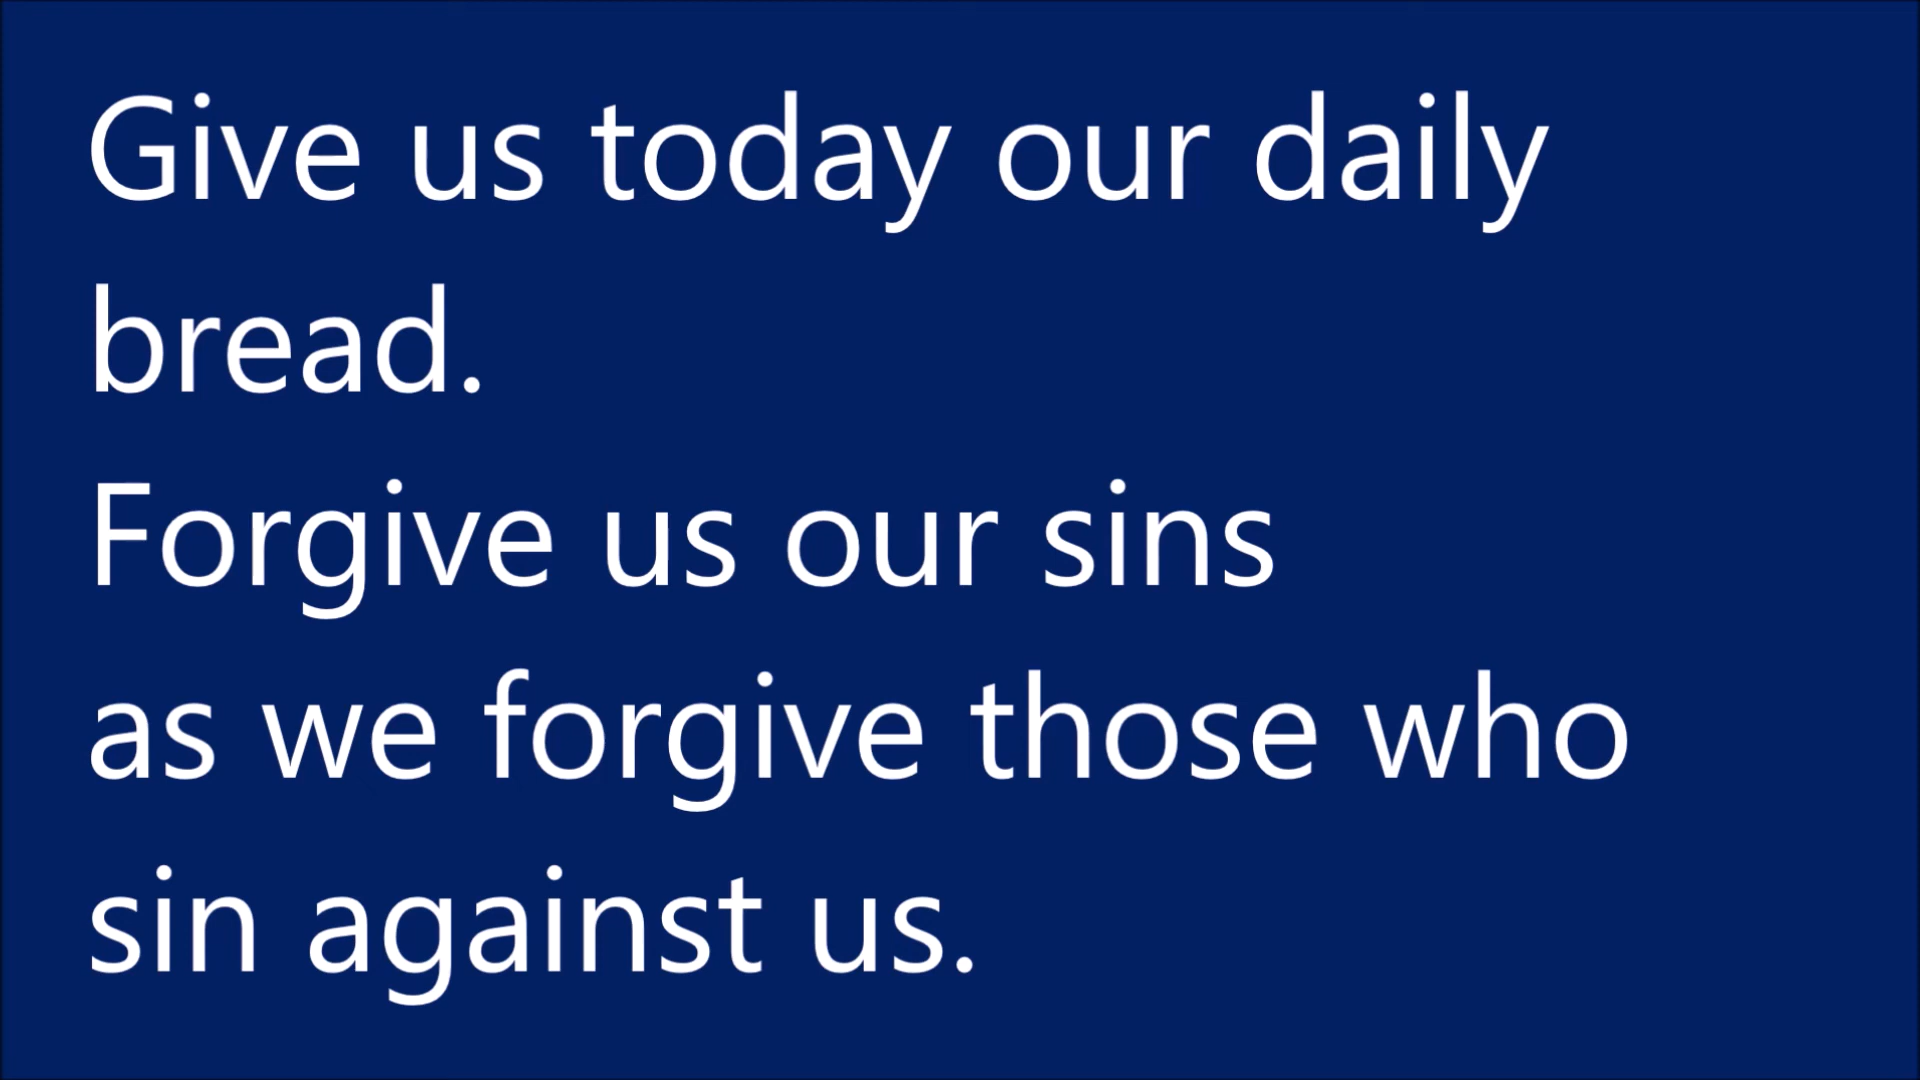 Give us today our daily
bread.
Forgive us our sins
as we forgive those who
sin against us.